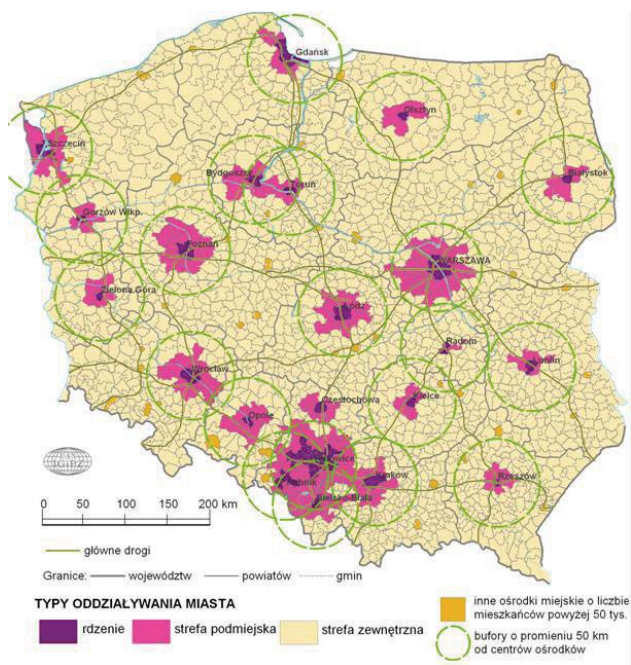 Gdańsk
Olsztyn
Szczecin
Bydgoszcz
Toruń
Białystok
Gorzów Wlkp.
Poznań
WARSZAWA
Zielona Góra
Łódź
Radom
Lublin
Wrocław
Częstochowa
Kielce
Opole
Katowice
Rybnik
Kraków
Rzeszów
Bielsko-Biała
0 50 100 150 200 km
główne drogi
Granice: województw powiatów gmin
TYPY ODDZIAŁYWANIA MIASTA
rdzenie strefa podmiejska strefa zewnętrzna
inne ośrodki miejskie o liczbie
mieszkańców powyżej 50 tys.
bufory o promieniu 50 km
od centrów ośrodków